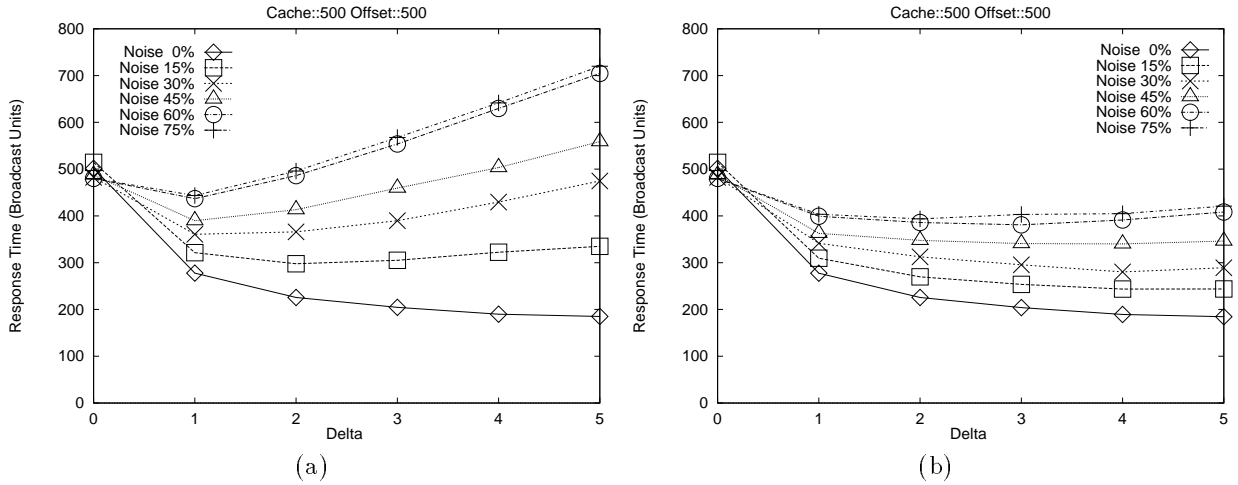 Cache::500 Offset::500
800
700
600
500
400
300
200
100
0
Response Time (Broadcast Units)
Noise 0%
Noise 15%
Noise 30%
Noise 45%
Noise 60%
Noise 75%
0 1 2 3 4 5
Delta
(a)
Cache::500 Offset::500
800
700
600
500
400
300
200
100
0
Response Time (Broadcast Units)
Noise 0%
Noise 15%
Noise 30%
Noise 45%
Noise 60%
Noise 75%
0 1 2 3 4 5
Delta
(b)